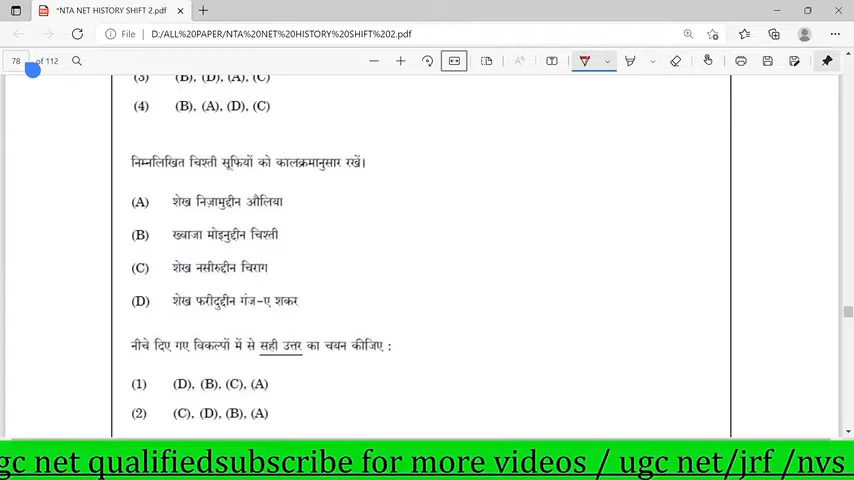 *NTA NET HISTORY SHIFT 2.pdf
File D:/ALL%20PAPER/NTA%20NET%20HISTORY%20SHIFT%202.pdf
78 of 112
(3) (B), (D), (A), (C)
(4) (B), (A), (D), (C)
निम्नलिखित चिश्ती सूफियों को कालक्रमानुसार रखें।
(A) शेख निज़ामुद्दीन औलिया
(B) ख्वाजा मोइनुद्दीन चिश्ती
(C) शेख नसीरुद्दीन चिराग
(D) शेख फरीदुद्दीन गंज-ए शकर
नीचे दिए गए विकल्पों में से सही उत्तर का चयन कीजिए :
(1) (D), (B), (C), (A)
(2) (C), (D), (B), (A)
gc net qualifiedsubscribe for more videos / ugc net/jrf /nvs